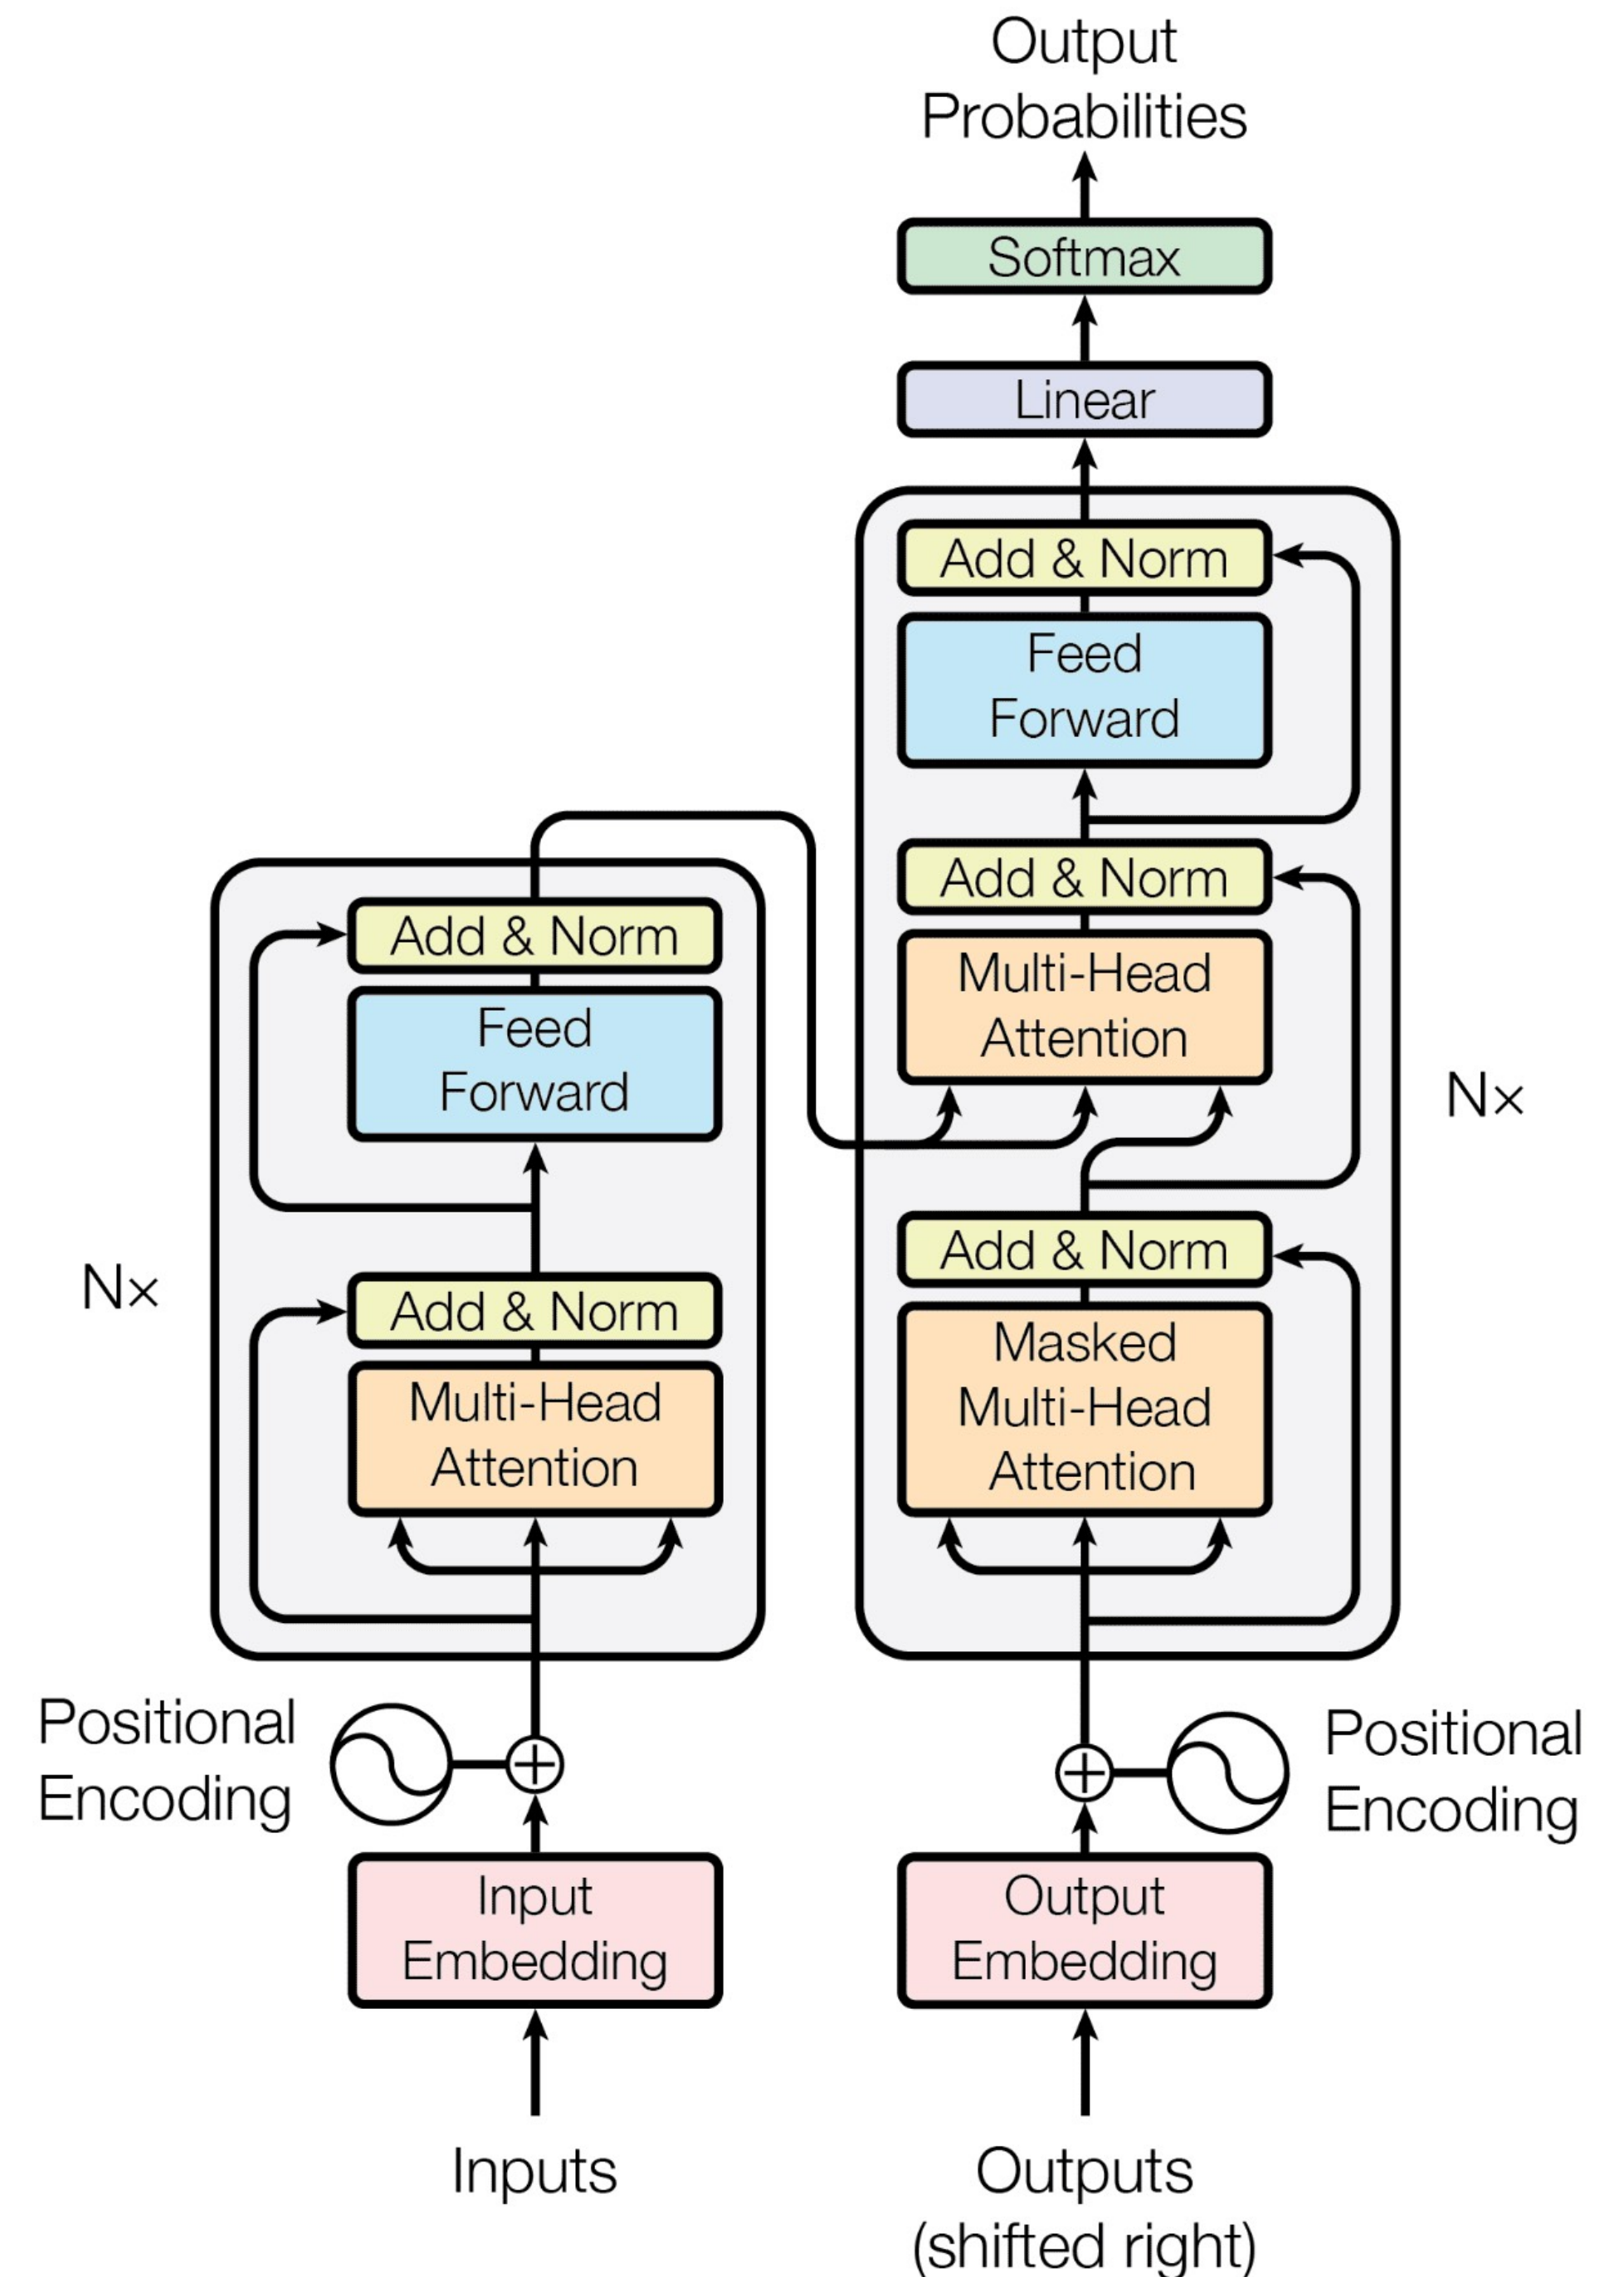 Output
Probabilities
Softmax
Linear
Add & Norm
Feed
Forward
Add & Norm
Multi-Head
Attention
Add & Norm
Masked
Multi-Head
Attention
N×
Positional
Encoding
Output
Embedding
Outputs
(shifted right)
Add & Norm
Feed
Forward
Add & Norm
Multi-Head
Attention
N×
Positional
Encoding
Input
Embedding
Inputs